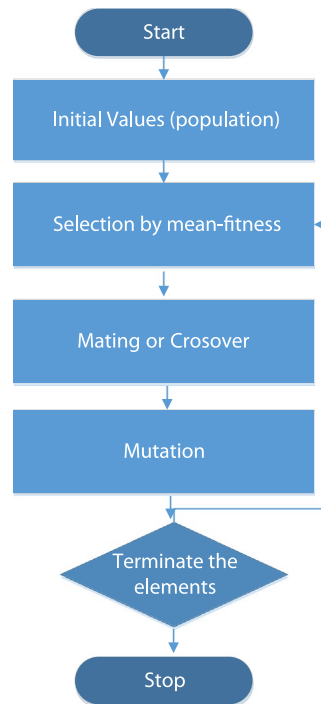 Start
Initial Values (population)
Selection by mean-fitness
Mating or Crosover
Mutation
Terminate the
elements
Stop